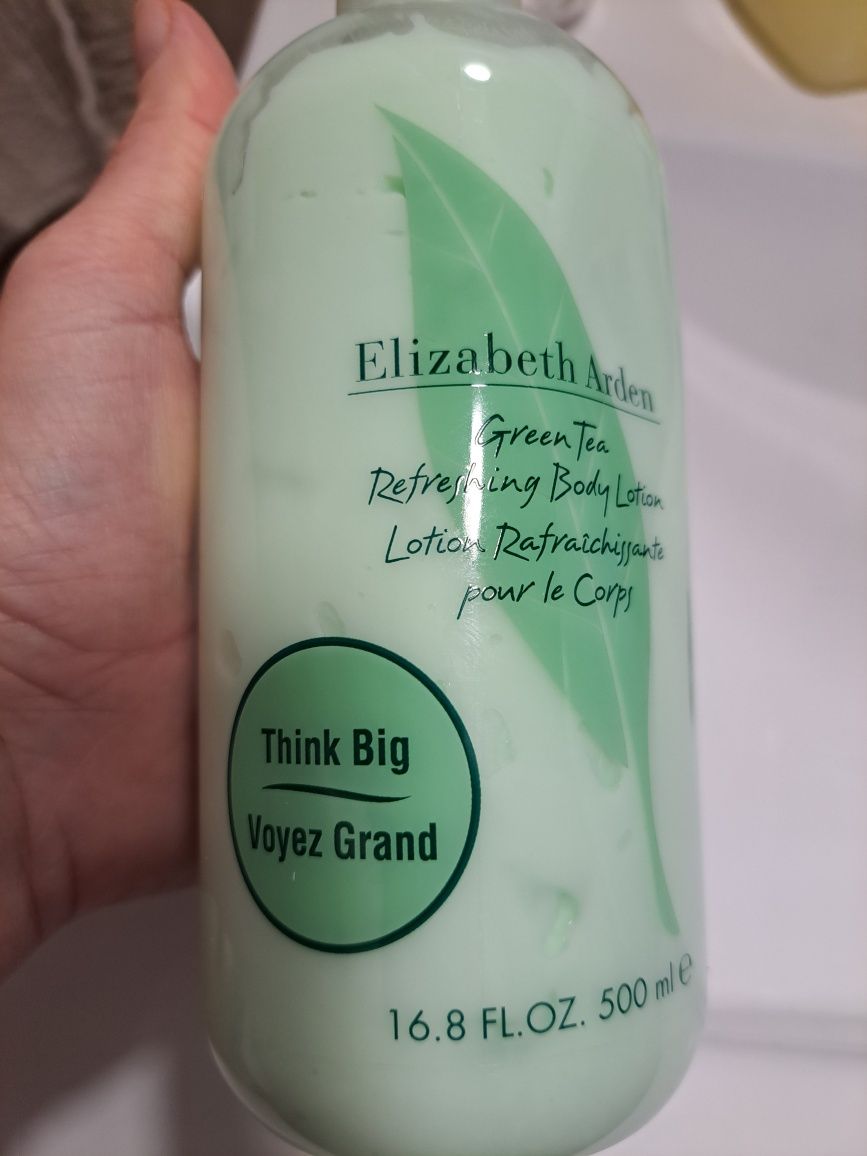 Elizabeth Arden
Green Tea
Refreshing Body Lotion
Lotion Rafraîchissante
pour le Corps
Think Big
Voyez Grand
16.8 FL.OZ. 500 ml ℮